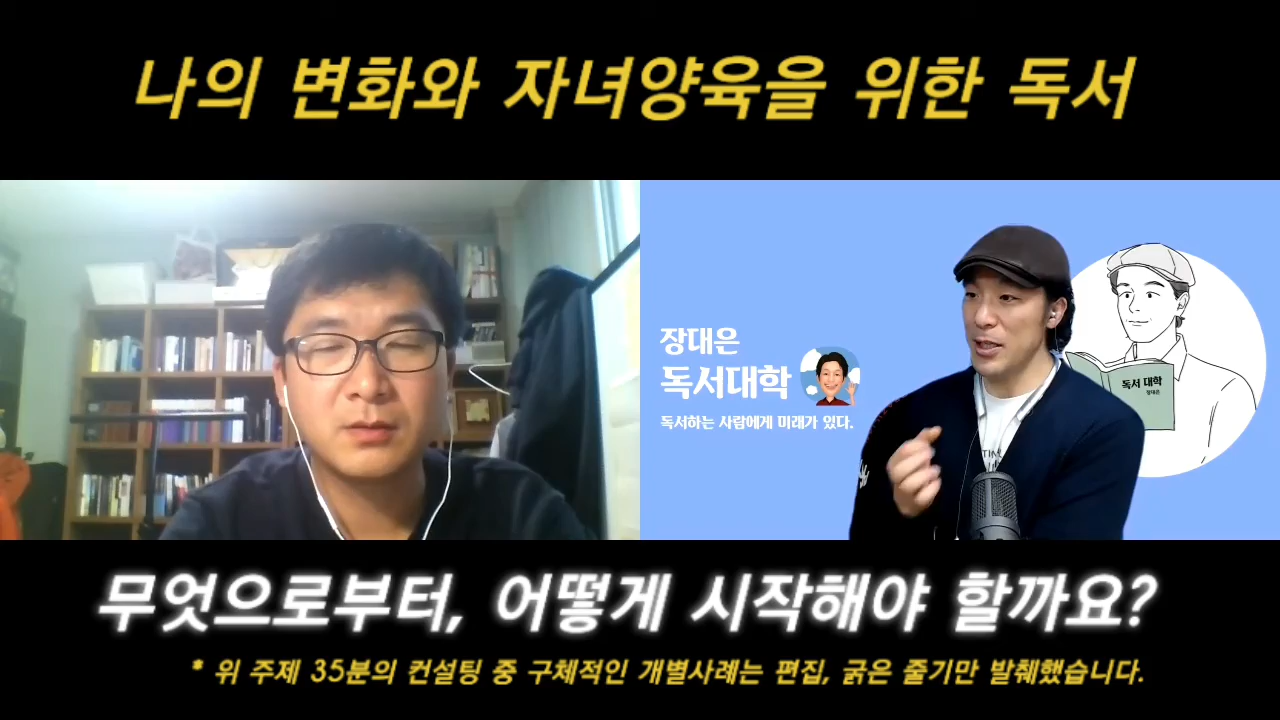 나의 변화와 자녀양육을 위한 독서
장대은
독서대학
독서하는 사람에게 미래가 있다.
독서 대학
장대은
무엇으로부터, 어떻게 시작해야 할까요?
* 위 주제 35분의 컨설팅 중 구체적인 개별사례는 편집, 굵은 줄기만 발췌했습니다.